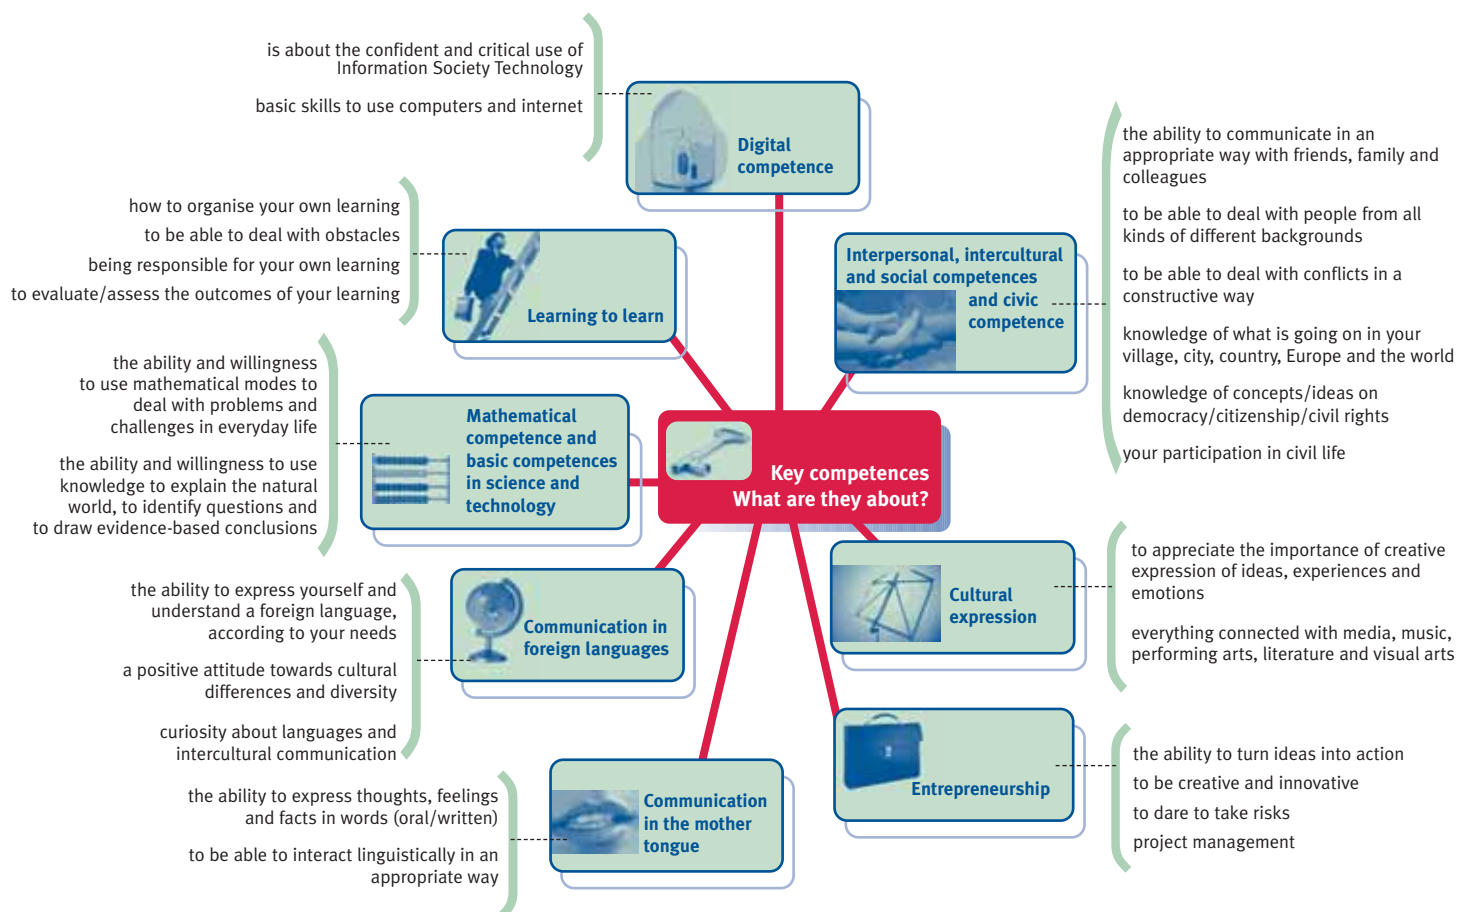 is about the confident and critical use of
Information Society Technology
basic skills to use computers and internet
Digital
competence
how to organise your own learning
to be able to deal with obstacles
being responsible for your own learning
to evaluate/assess the outcomes of your learning
Learning to learn
Interpersonal, intercultural
and social competences
and civic
competence
the ability to communicate in an
appropriate way with friends, family and
colleagues
to be able to deal with people from all
kinds of different backgrounds
to be able to deal with conflicts in a
constructive way
knowledge of what is going on in your
village, city, country, Europe and the world
knowledge of concepts/ideas on
democracy/citizenship/civil rights
your participation in civil life
the ability and willingness
to use mathematical modes to
deal with problems and
challenges in everyday life
the ability and willingness to use
knowledge to explain the natural
world, to identify questions and
to draw evidence-based conclusions
Mathematical
competence and
basic competences
in science and
technology
Key competences
What are they about?
the ability to express yourself and
understand a foreign language,
according to your needs
a positive attitude towards cultural
differences and diversity
curiosity about languages and
intercultural communication
Communication in
foreign languages
Cultural
expression
to appreciate the importance of creative
expression of ideas, experiences and
emotions
everything connected with media, music,
performing arts, literature and visual arts
the ability to express thoughts, feelings
and facts in words (oral/written)
to be able to interact linguistically in an
appropriate way
Communication
in the mother
tongue
Entrepreneurship
the ability to turn ideas into action
to be creative and innovative
to dare to take risks
project management